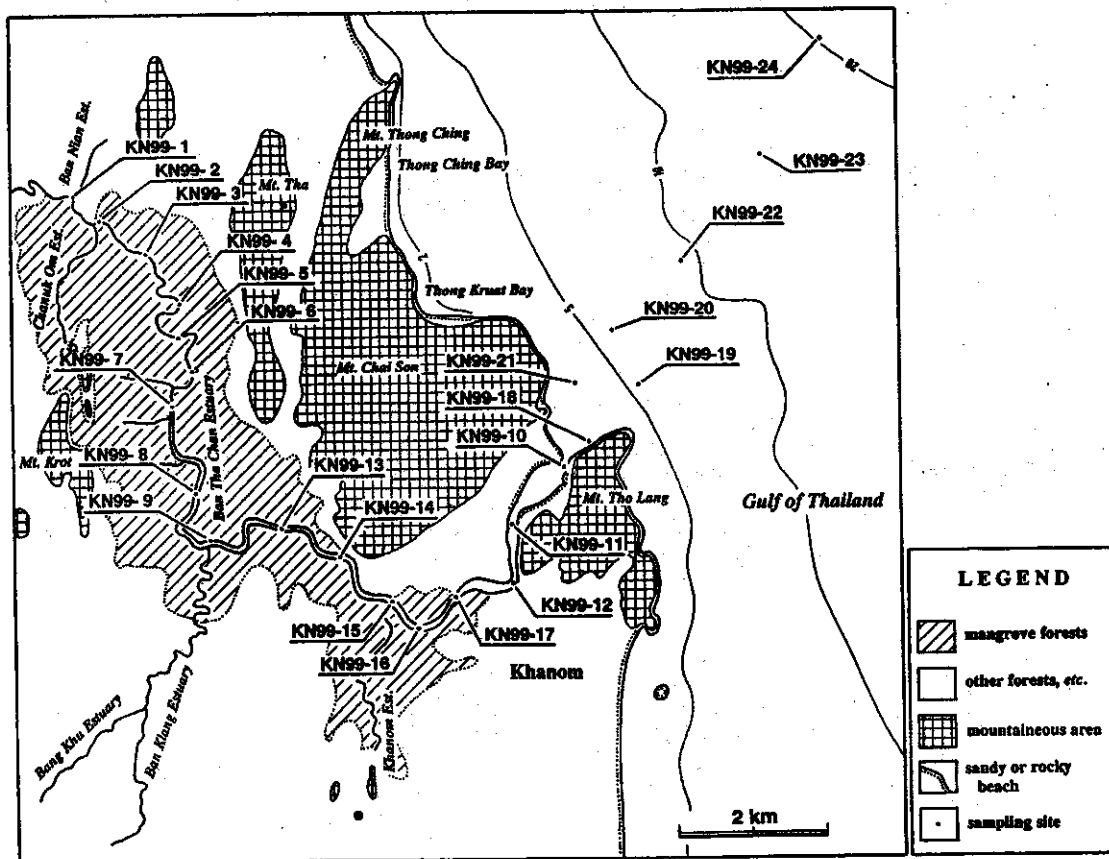 KN99-24
KN99-23
KN99-22
KN99-20
KN99-19
KN99-21
KN99-18
KN99-10
KN99-11
KN99-12
KN99-17
KN99-16
KN99-15
KN99-14
KN99-13
KN99-1
KN99-2
KN99-3
KN99-4
KN99-5
KN99-6
KN99-7
KN99-8
KN99-9
Ban Nian Est.
Chanuk Om Est.
Mt. Tha
Mt. Thong Ching
Thong Ching Bay
Thong Kruat Bay
Mt. Chai Son
Mt. Krot
Ban Tha Chan Estuary
Mt. Tho Lang
Gulf of Thailand
Khanom
Khanom Est.
Bang Khu Estuary
Ban Klang Estuary
2
5
20
2 km
LEGEND
mangrove forests
other forests, etc.
mountaineous area
sandy or rocky
beach
sampling site